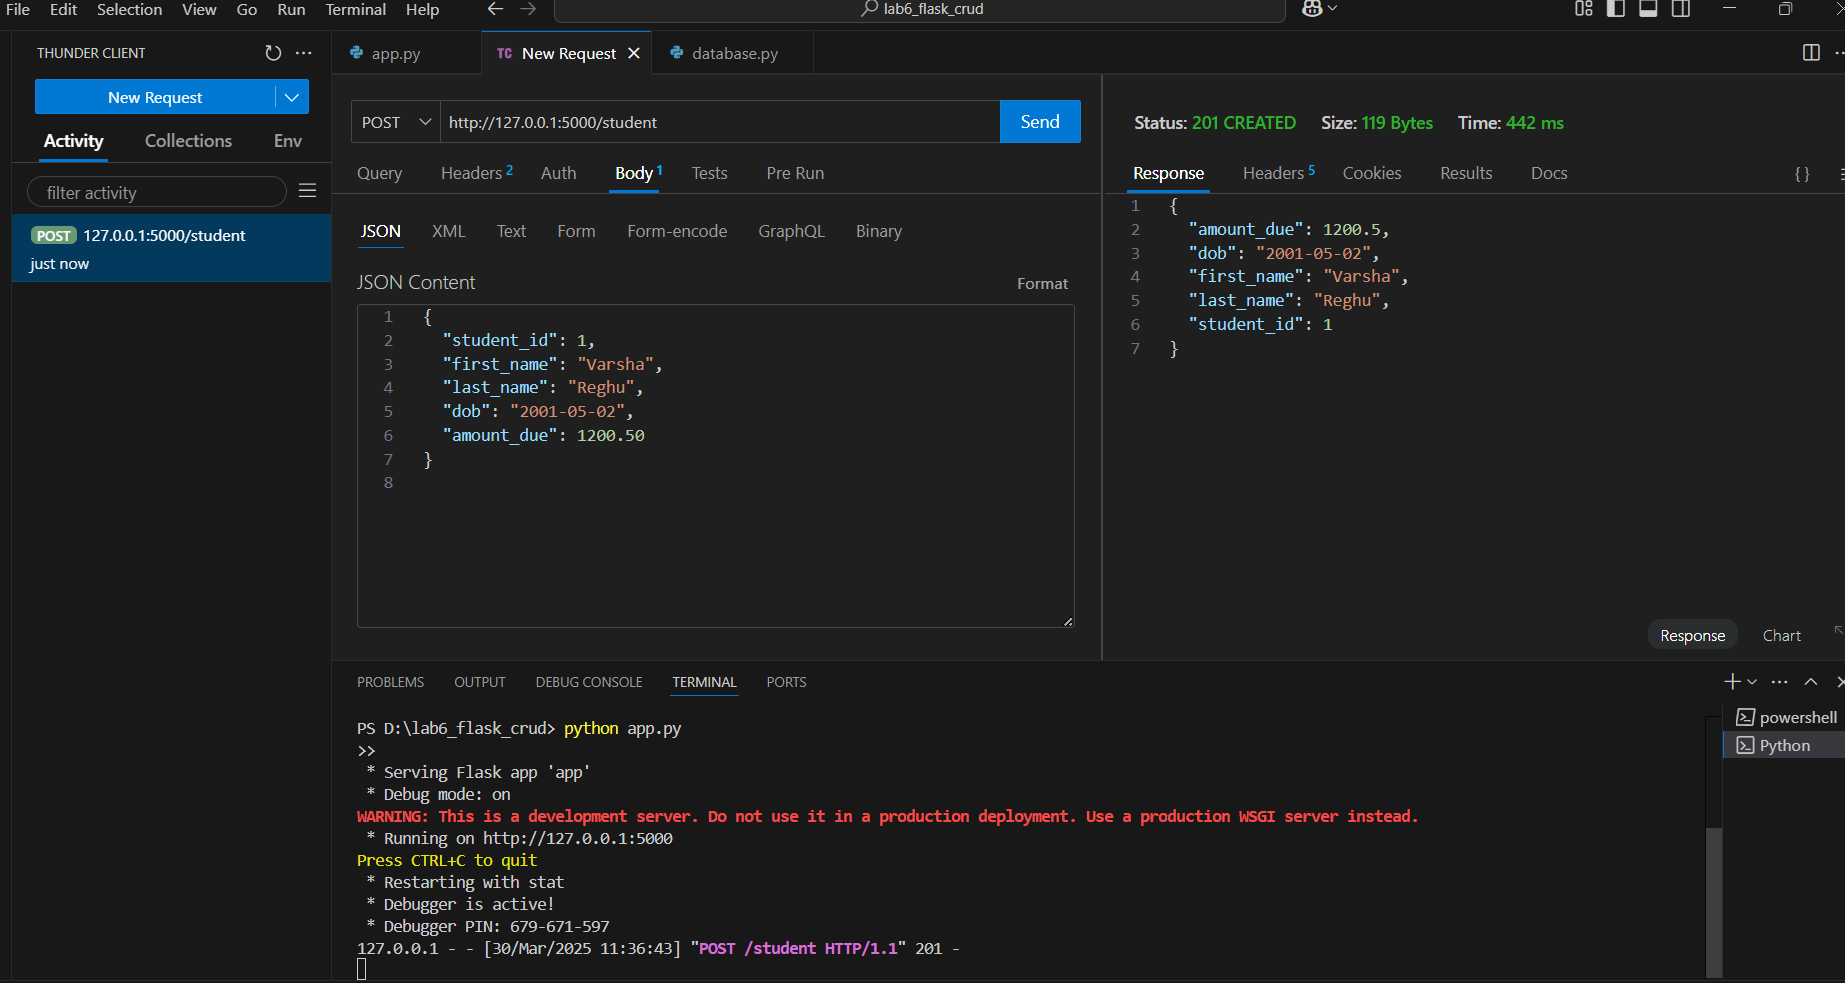 File Edit Selection View Go Run Terminal Help
lab6_flask_crud
THUNDER CLIENT
New Request
Activity Collections Env
filter activity
POST 127.0.0.1:5000/student
just now
app.py
TC New Request
database.py
POST http://127.0.0.1:5000/student Send
Query Headers 2 Auth Body 1 Tests Pre Run
JSON XML Text Form Form-encode GraphQL Binary
JSON Content Format
1 {
2 "student_id": 1,
3 "first_name": "Varsha",
4 "last_name": "Reghu",
5 "dob": "2001-05-02",
6 "amount_due": 1200.50
7 }
8
Status: 201 CREATED Size: 119 Bytes Time: 442 ms
Response Headers 5 Cookies Results Docs { }
1 {
2 "amount_due": 1200.5,
3 "dob": "2001-05-02",
4 "first_name": "Varsha",
5 "last_name": "Reghu",
6 "student_id": 1
7 }
Response Chart
PROBLEMS OUTPUT DEBUG CONSOLE TERMINAL PORTS
PS D:\lab6_flask_crud> python app.py
>>
* Serving Flask app 'app'
* Debug mode: on
WARNING: This is a development server. Do not use it in a production deployment. Use a production WSGI server instead.
* Running on http://127.0.0.1:5000
Press CTRL+C to quit
* Restarting with stat
* Debugger is active!
* Debugger PIN: 679-671-597
127.0.0.1 - - [30/Mar/2025 11:36:43] "POST /student HTTP/1.1" 201 -
powershell
Python